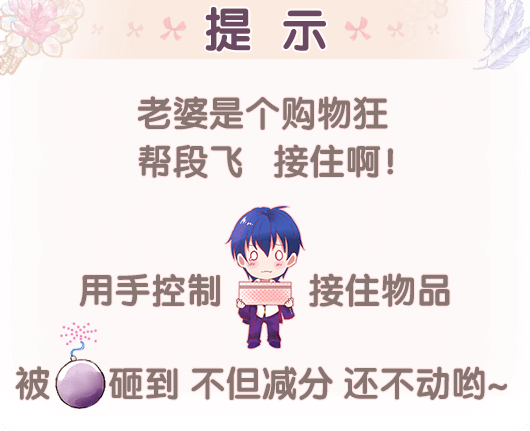 提 示
老婆是个购物狂
帮段飞 接住啊!
用手控制 接住物品
被 砸到 不但减分 还不动哟~